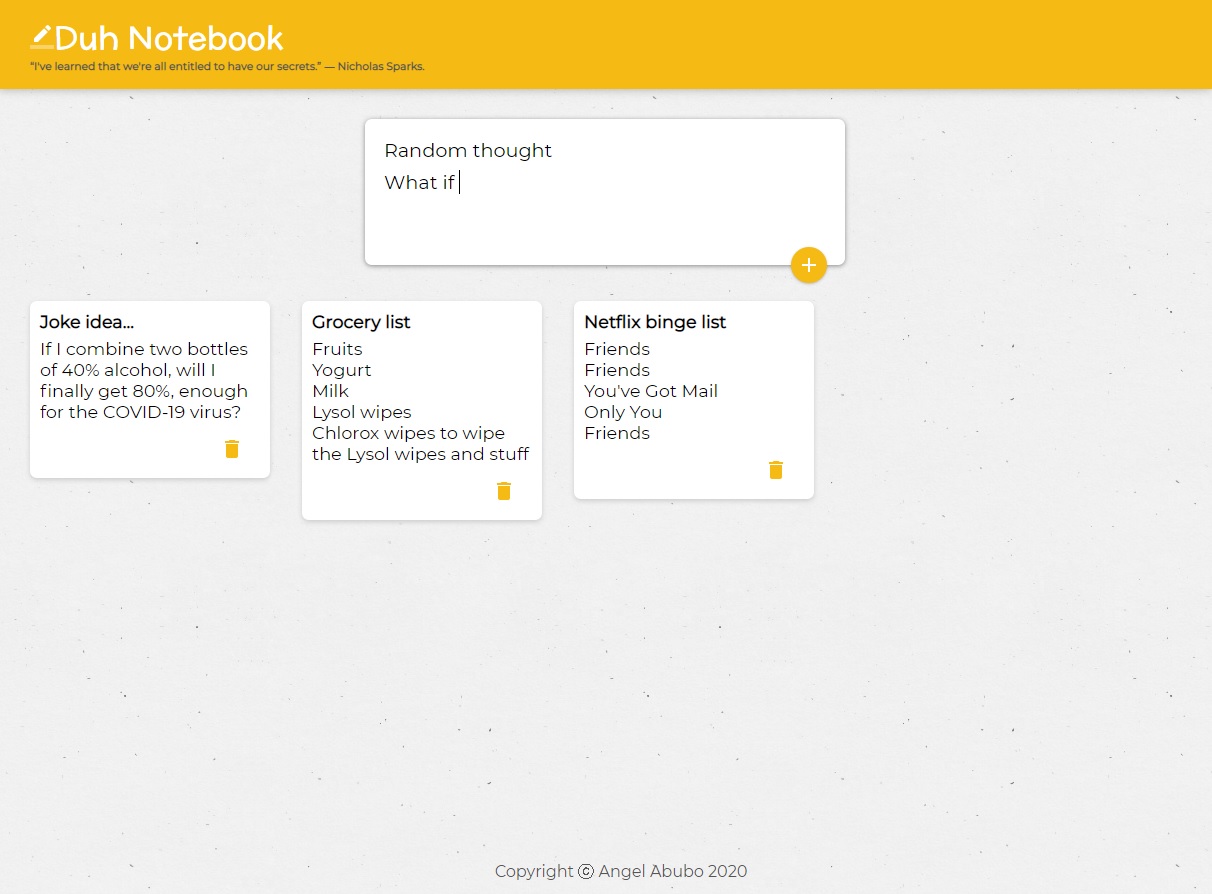 Duh Notebook
“I've learned that we're all entitled to have our secrets.” — Nicholas Sparks.
Random thought
What if
Joke idea...
If I combine two bottles
of 40% alcohol, will I
finally get 80%, enough
for the COVID-19 virus?
Grocery list
Fruits
Yogurt
Milk
Lysol wipes
Chlorox wipes to wipe
the Lysol wipes and stuff
Netflix binge list
Friends
Friends
You've Got Mail
Only You
Friends
Copyright © Angel Abubo 2020